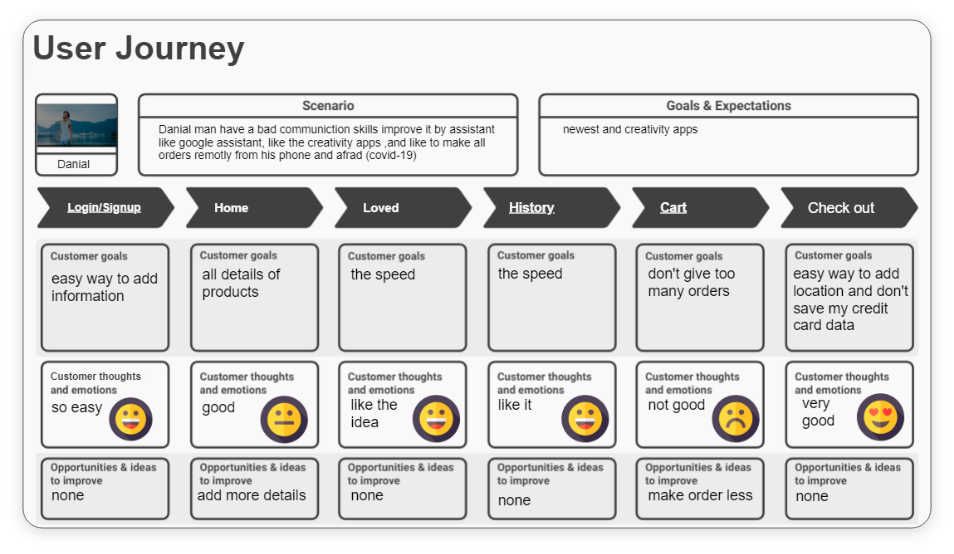 User Journey
Danial
Scenario
Danial man have a bad communiction skills improve it by assistant
like google assistant, like the creativity apps ,and like to make all
orders remotly from his phone and afrad (covid-19)
Goals & Expectations
newest and creativity apps
Login/Signup
Home
Loved
History
Cart
Check out
Customer goals
easy way to add
information
Customer goals
all details of
products
Customer goals
the speed
Customer goals
the speed
Customer goals
don't give too
many orders
Customer goals
easy way to add
location and don't
save my credit
card data
Customer thoughts
and emotions
so easy
Customer thoughts
and emotions
good
Customer thoughts
and emotions
like the
idea
Customer thoughts
and emotions
like it
Customer thoughts
and emotions
not good
Customer thoughts
and emotions
very
good
Opportunities & ideas
to improve
none
Opportunities & ideas
to improve
add more details
Opportunities & ideas
to improve
none
Opportunities & ideas
to improve
none
Opportunities & ideas
to improve
make order less
Opportunities & ideas
to improve
none